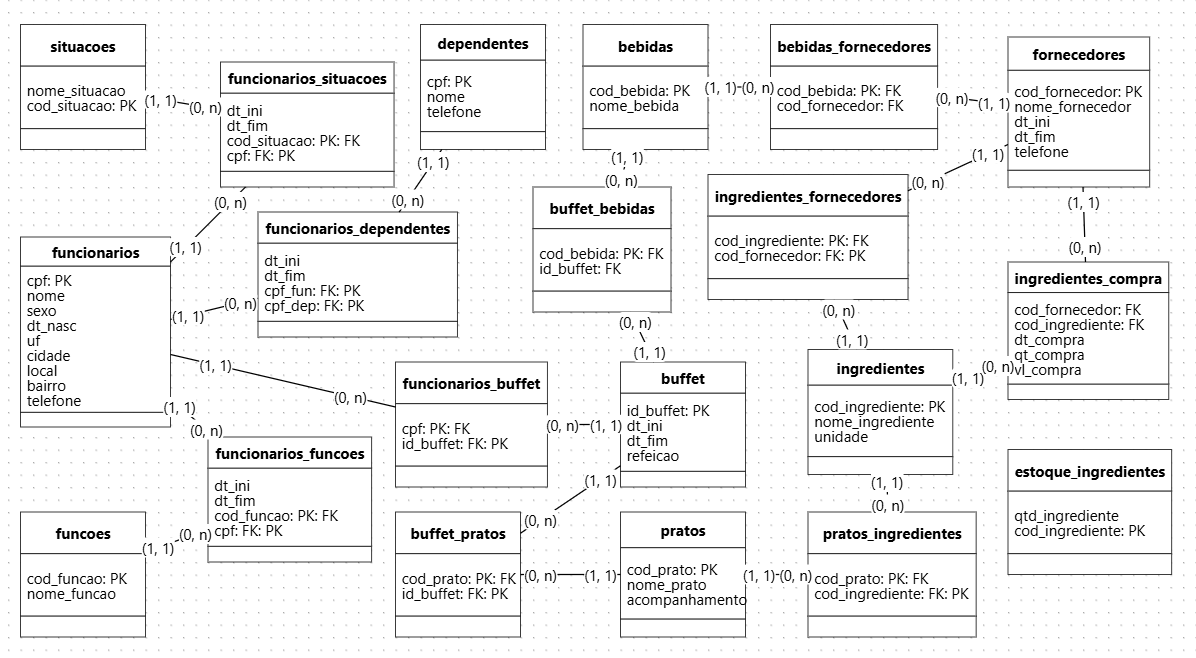 situacoes
nome_situacao
cod_situacao: PK
(1, 1)
(0, n)
funcionarios_situacoes
dt_ini
dt_fim
cod_situacao: PK: FK
cpf: FK: PK
(0, n)
(1, 1)
dependentes
cpf: PK
nome
telefone
(1, 1)
(0, n)
bebidas
cod_bebida: PK
nome_bebida
(1, 1)
(0, n)
bebidas_fornecedores
cod_bebida: PK: FK
cod_fornecedor: FK
(0, n)
(1, 1)
fornecedores
cod_fornecedor: PK
nome_fornecedor
dt_ini
dt_fim
telefone
(1, 1)
(0, n)
(1, 1)
(0, n)
(1, 1)
(0, n)
funcionarios
cpf: PK
nome
sexo
dt_nasc
uf
cidade
local
bairro
telefone
(1, 1)
(0, n)
funcionarios_dependentes
dt_ini
dt_fim
cpf_fun: FK: PK
cpf_dep: FK: PK
buffet_bebidas
cod_bebida: PK: FK
id_buffet: FK
(0, n)
(1, 1)
ingredientes_fornecedores
cod_ingrediente: PK: FK
cod_fornecedor: FK: PK
(0, n)
(1, 1)
ingredientes_compra
cod_fornecedor: FK
cod_ingrediente: FK
dt_compra
qt_compra
vl_compra
(1, 1)
(0, n)
(1, 1)
(0, n)
funcionarios_buffet
cpf: PK: FK
id_buffet: FK: PK
(0, n)
(1, 1)
buffet
id_buffet: PK
dt_ini
dt_fim
refeicao
(1, 1)
(0, n)
ingredientes
cod_ingrediente: PK
nome_ingrediente
unidade
(1, 1)
(0, n)
(1, 1)
(0, n)
funcionarios_funcoes
dt_ini
dt_fim
cod_funcao: PK: FK
cpf: FK: PK
estoque_ingredientes
qtd_ingrediente
cod_ingrediente: PK
funcoes
cod_funcao: PK
nome_funcao
(1, 1)
(0, n)
buffet_pratos
cod_prato: PK: FK
id_buffet: FK: PK
(0, n)
(1, 1)
pratos
cod_prato: PK
nome_prato
acompanhamento
(1, 1)
(0, n)
pratos_ingredientes
cod_prato: PK: FK
cod_ingrediente: FK: PK